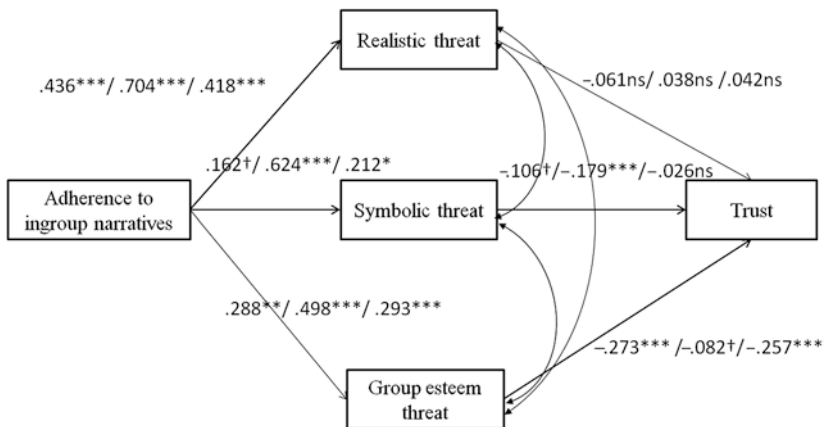 Realistic threat
.436***/ .704***/ .418***
–.061ns/ .038ns /.042ns
.162†/ .624***/ .212*
–.106†/–.179***/–.026ns
Adherence to
ingroup narratives
Symbolic threat
Trust
.288**/ .498***/ .293***
–.273*** /–.082†/–.257***
Group esteem
threat